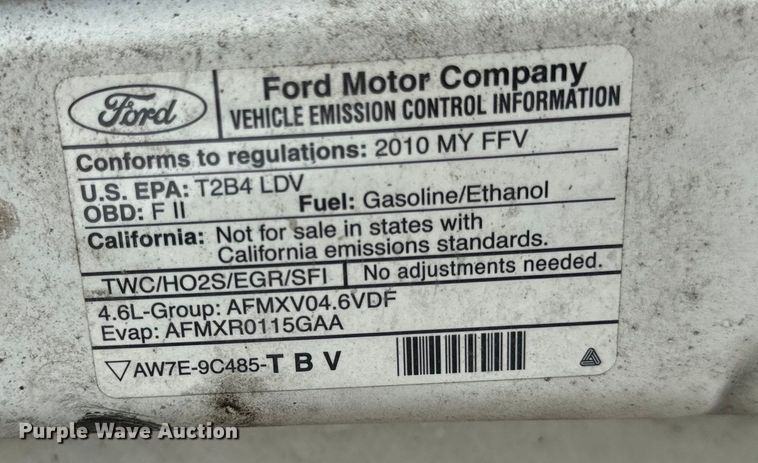 Ford
Ford Motor Company
VEHICLE EMISSION CONTROL INFORMATION
Conforms to regulations: 2010 MY FFV
U.S. EPA: T2B4 LDV
OBD: F II Fuel: Gasoline/Ethanol
California: Not for sale in states with
California emissions standards.
TWC/HO2S/EGR/SFI No adjustments needed.
4.6L-Group: AFMXV04.6VDF
Evap: AFMXR0115GAA
▽AW7E-9C485-T B V
Purple Wave Auction